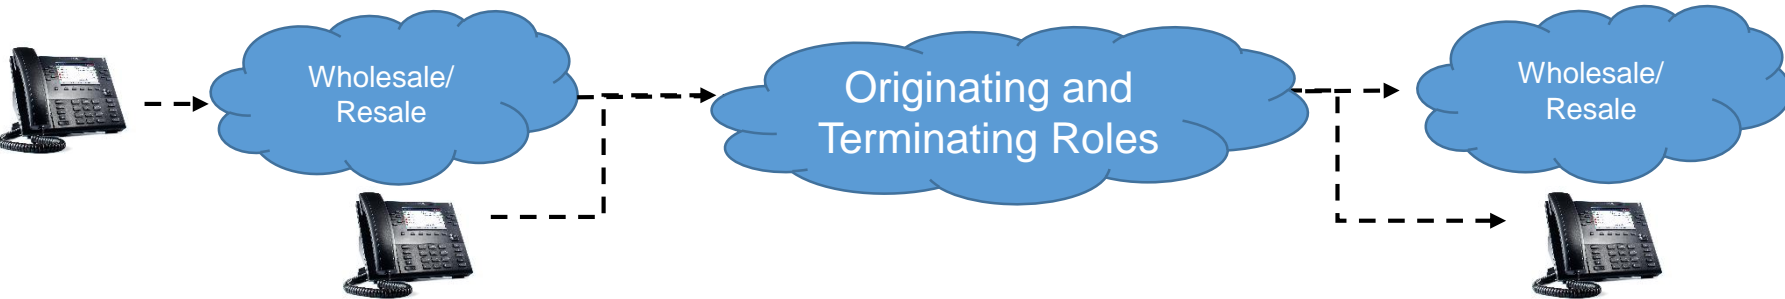 Wholesale/
Resale
Originating and
Terminating Roles
Wholesale/
Resale